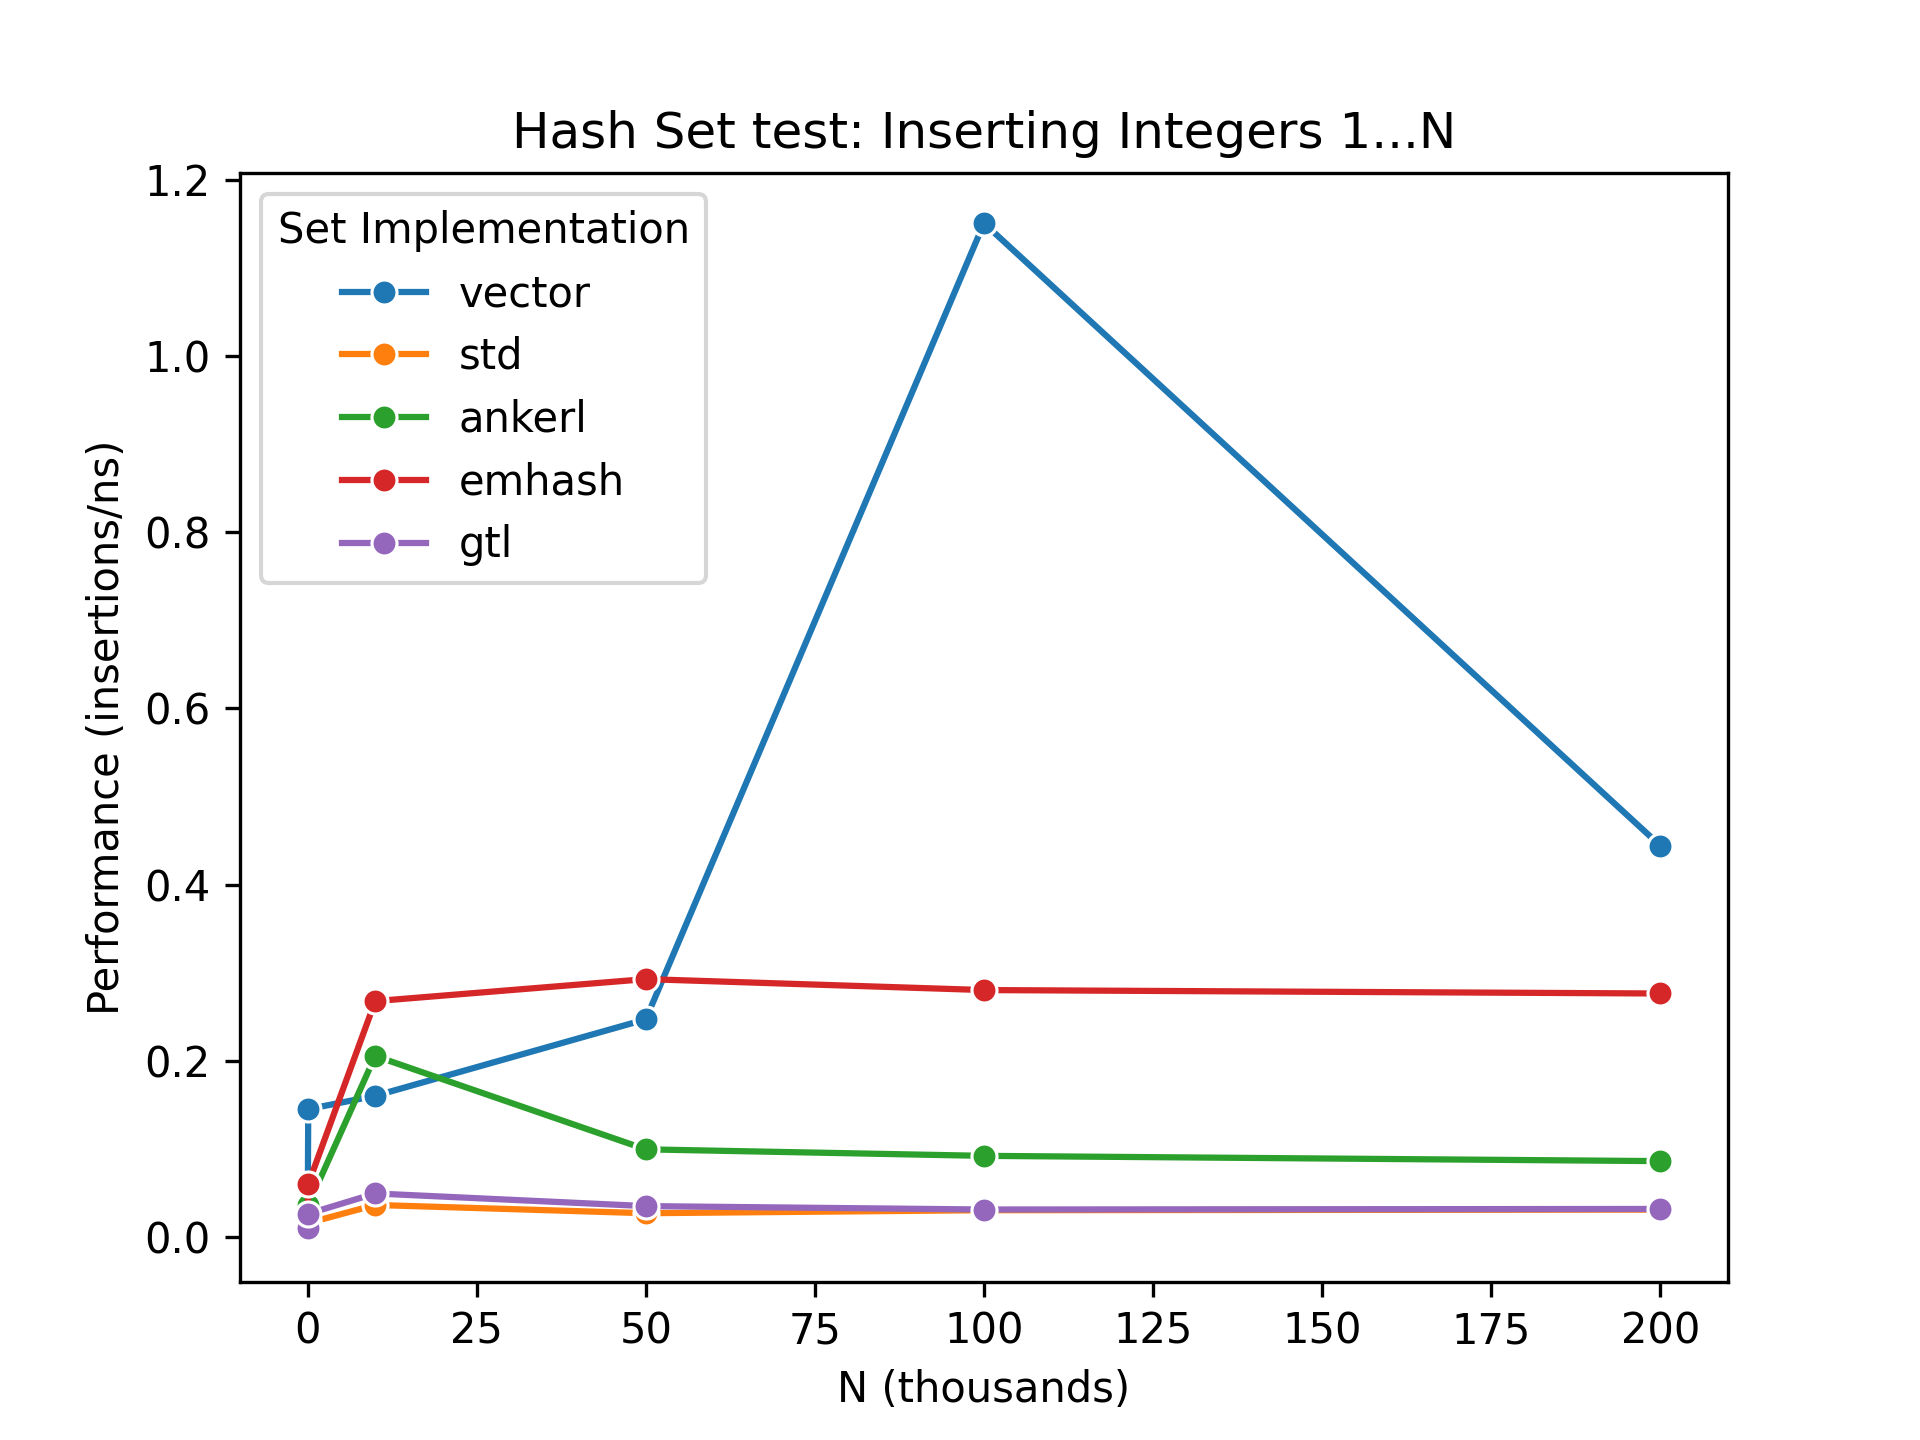 Hash Set test: Inserting Integers 1...N
1.2
1.0
0.8
0.6
0.4
0.2
0.0
Performance (insertions/ns)
Set Implementation
vector
std
ankerl
emhash
gtl
0 25 50 75 100 125 150 175 200
N (thousands)